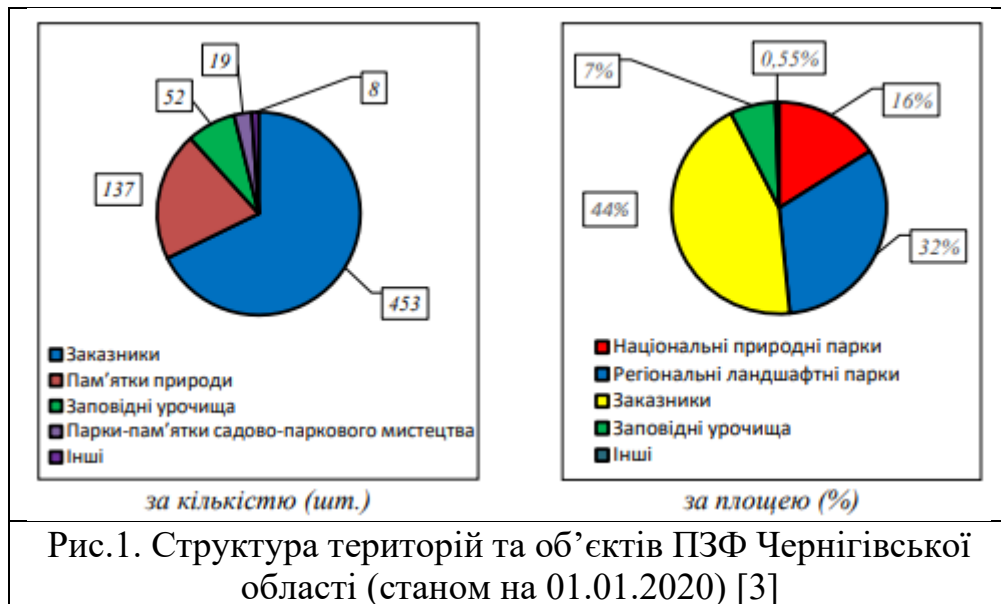 19
8
52
137
453
Заказники
Пам’ятки природи
Заповідні урочища
Парки-пам’ятки садово-паркового мистецтва
Інші
за кількістю (шт.)
0,55%
7%
16%
44%
32%
Національні природні парки
Регіональні ландшафтні парки
Заказники
Заповідні урочища
Інші
за площею (%)
Рис.1. Структура територій та об’єктів ПЗФ Чернігівської
області (станом на 01.01.2020) [3]